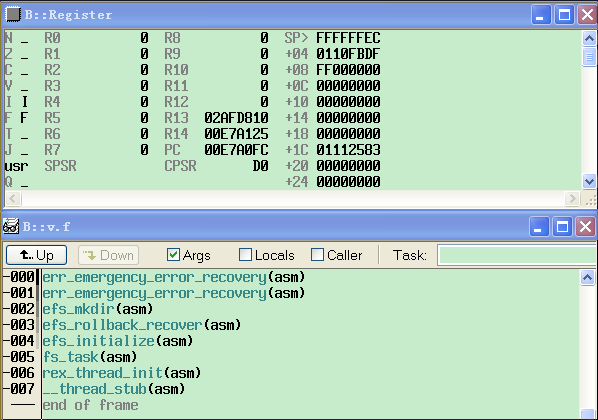 B::Register
N _ R0 0 R8 0 SP> FFFFFFEC
Z _ R1 0 R9 0 +04 0110FBDF
C _ R2 0 R10 0 +08 FF000000
V _ R3 0 R11 0 +0C 00000000
I I R4 0 R12 0 +10 00000000
F F R5 0 R13 02AFD810 +14 00000000
T _ R6 0 R14 00E7A125 +18 00000000
J _ R7 0 PC 00E7A0FC +1C 01112583
usr SPSR CPSR D0 +20 00000000
Q _ +24 00000000
B::v.f
Up Down Args Locals Caller Task:
-000 err_emergency_error_recovery(asm)
-001 err_emergency_error_recovery(asm)
-002 efs_mkdir(asm)
-003 efs_rollback_recover(asm)
-004 efs_initialize(asm)
-005 fs_task(asm)
-006 rex_thread_init(asm)
-007 __thread_stub(asm)
end of frame